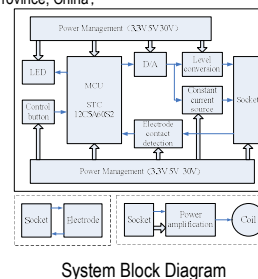 rovince, China ;
Power Management (3.3V 5V 30V)
LED
MCU
STC
12C5A60S2
D/A
Level
conversion
Socket
Constant
current
source
Control
button
Electrode
contact
detection
Power Management (3.3V 5V 30V)
Socket
Electrode
Socket
Power
amplification
Coil
System Block Diagram